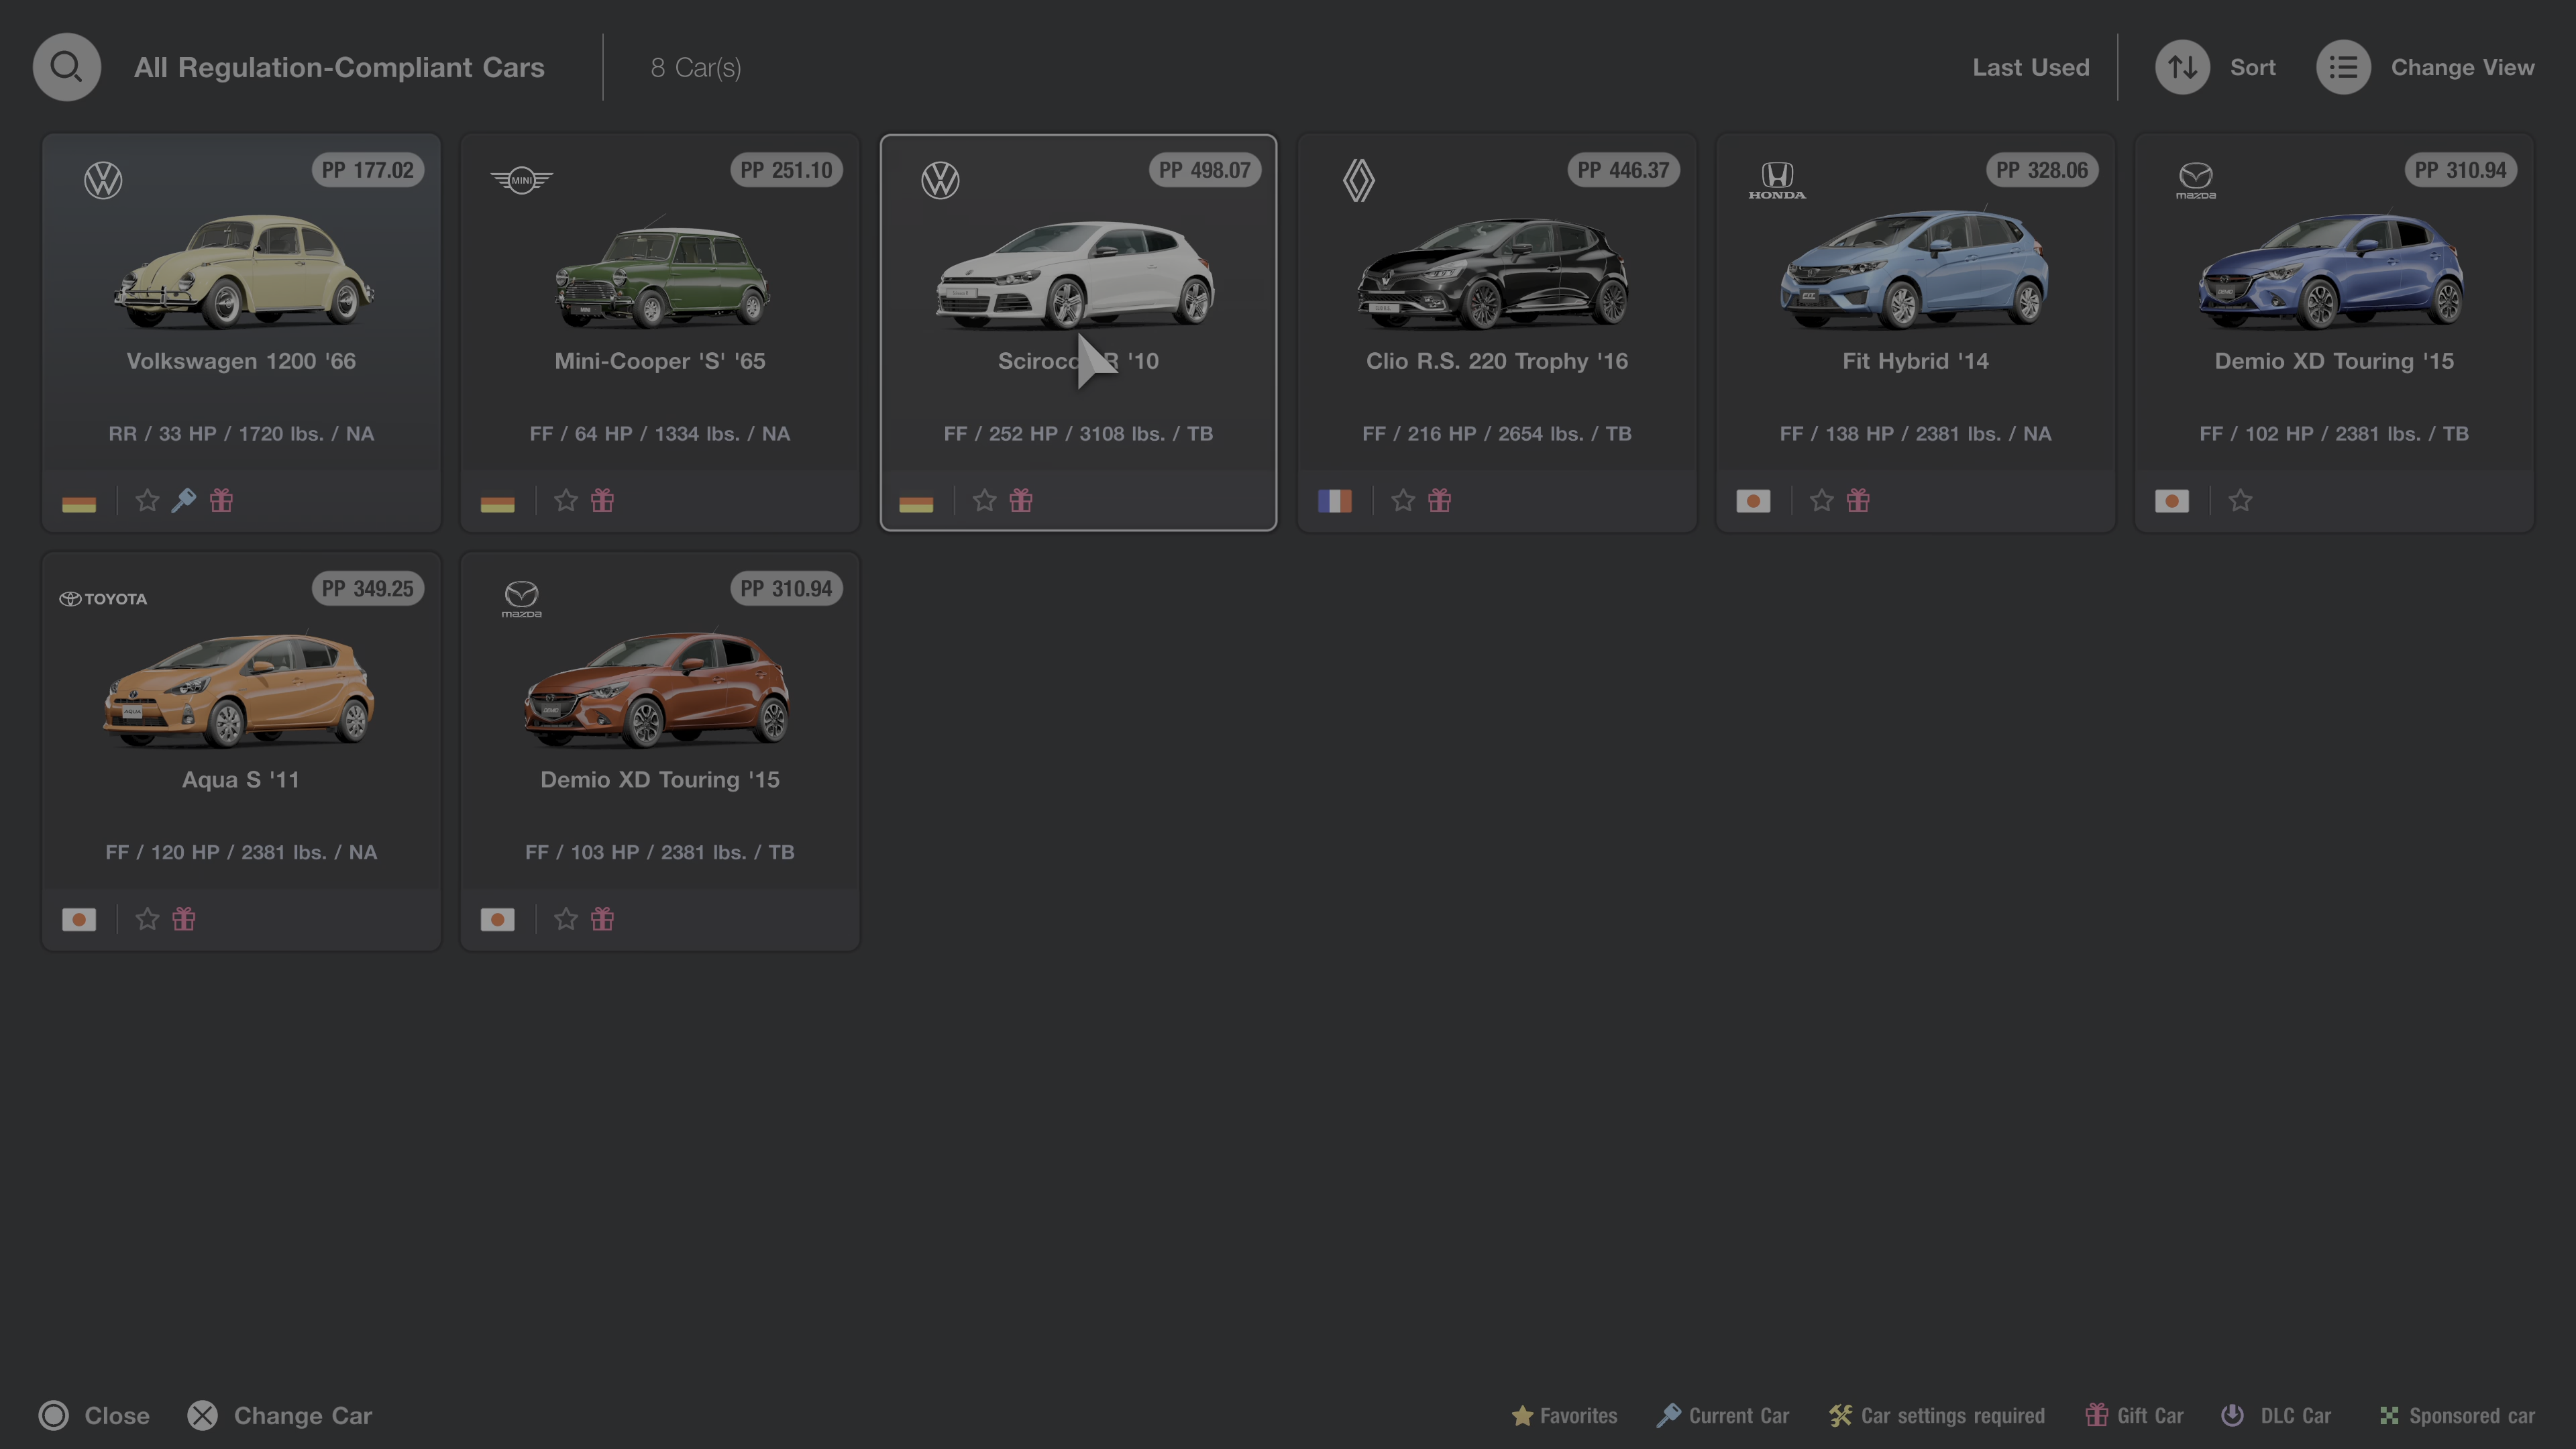 All Regulation-Compliant Cars
8 Car(s)
Last Used
Sort
Change View
PP 177.02
Volkswagen 1200 '66
RR / 33 HP / 1720 lbs. / NA
MINI
PP 251.10
Mini-Cooper 'S' '65
FF / 64 HP / 1334 lbs. / NA
PP 498.07
Scirocco R '10
FF / 252 HP / 3108 lbs. / TB
PP 446.37
Clio R.S. 220 Trophy '16
FF / 216 HP / 2654 lbs. / TB
HONDA
PP 328.06
FIT
Fit Hybrid '14
FF / 138 HP / 2381 lbs. / NA
mazda
PP 310.94
Demio XD Touring '15
FF / 102 HP / 2381 lbs. / TB
TOYOTA
PP 349.25
AQUA
Aqua S '11
FF / 120 HP / 2381 lbs. / NA
mazda
PP 310.94
Demio XD Touring '15
FF / 103 HP / 2381 lbs. / TB
Close
Change Car
Favorites
Current Car
Car settings required
Gift Car
DLC Car
Sponsored car